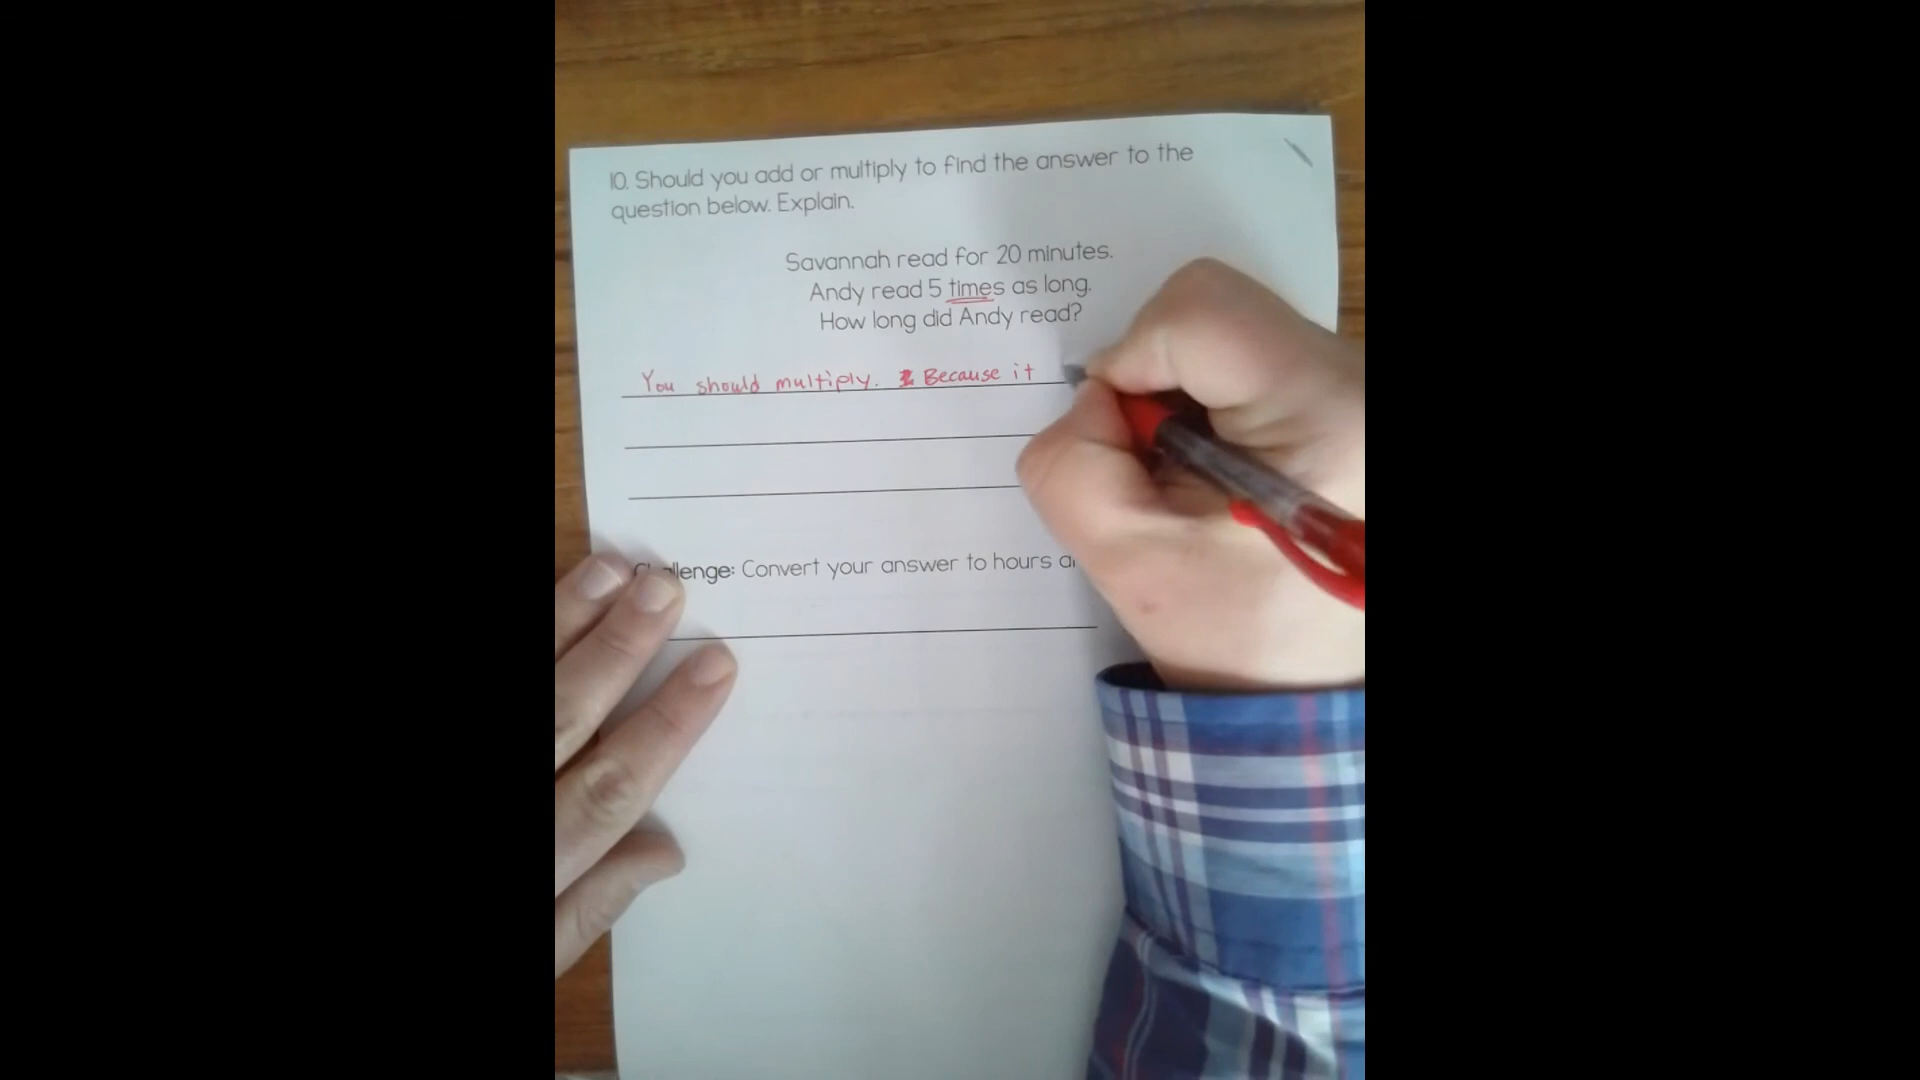 10. Should you add or multiply to find the answer to the
question below. Explain.
Savannah read for 20 minutes.
Andy read 5 times as long.
How long did Andy read?
You should multiply. Because it
Challenge: Convert your answer to hours